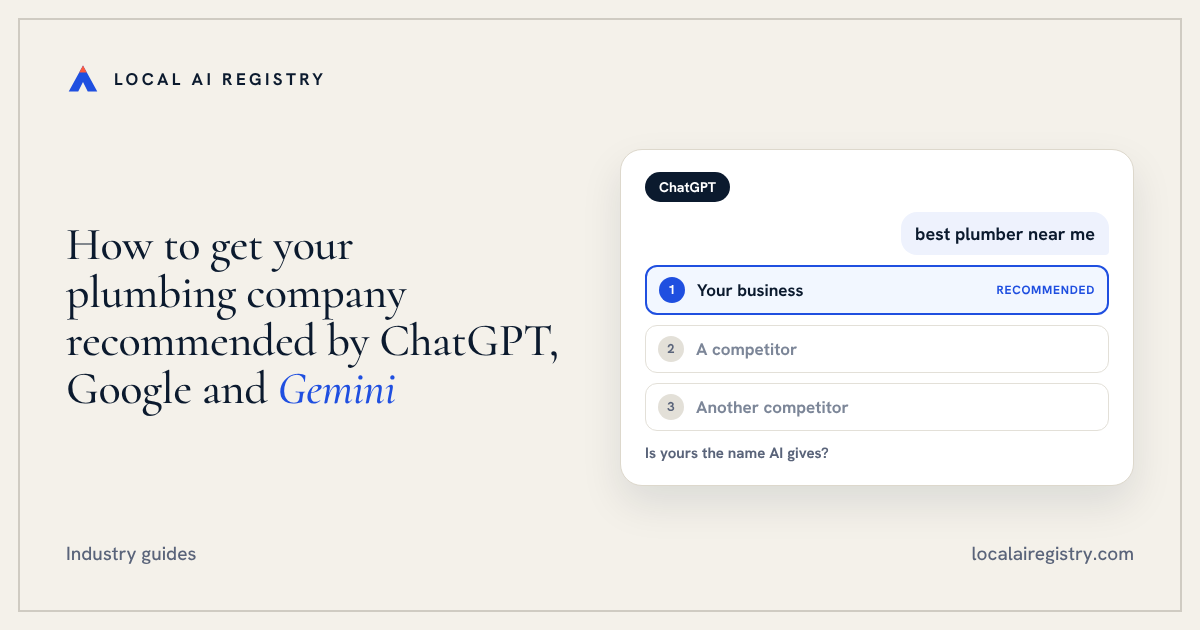 LOCAL AI REGISTRY
How to get your
plumbing company
recommended by ChatGPT,
Google and Gemini
ChatGPT
best plumber near me
1 Your business RECOMMENDED
2 A competitor
3 Another competitor
Is yours the name AI gives?
Industry guides
localairegistry.com